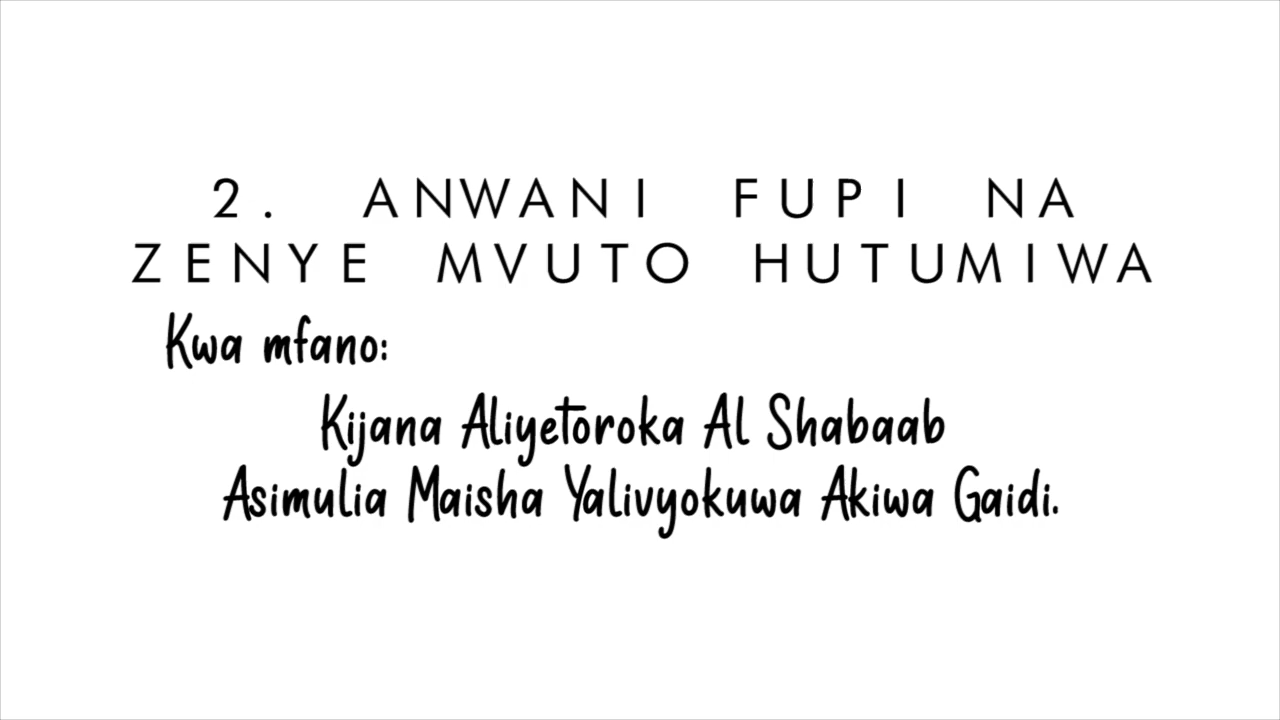 2. ANWANI FUPI NA
ZENYE MVUTO HUTUMIWA
Kwa mfano:
Kijana Aliyetoroka Al Shabaab
Asimulia Maisha Yalivyokuwa Akiwa Gaidi.